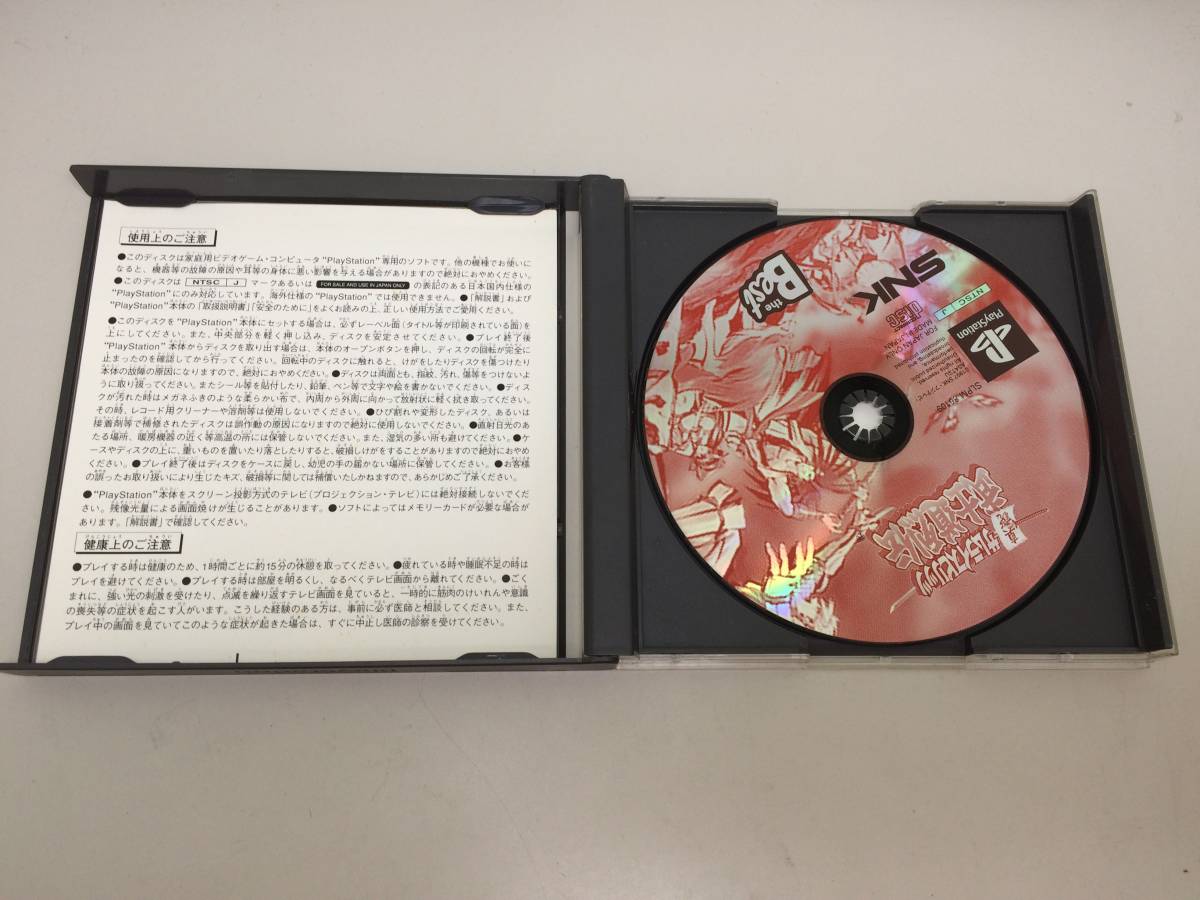 使用上のご注意
●このディスクは家庭用ビデオゲーム・コンピュータ“PlayStation”専用のソフトです。他の機種でお使いに
なると、機器等の故障の原因や耳等の身体に悪い影響を与える場合がありますので絶対におやめください。
●このディスクは NTSC J マークあるいは FOR SALE AND USE IN JAPAN ONLY の表記のある日本国内仕様の
“PlayStation”にのみ対応しています。海外仕様の“PlayStation”では使用できません。●「解説書」および
“PlayStation”本体の「取扱説明書」「安全のために」をよくお読みの上、正しい使用方法でご愛用ください。
●このディスクを“PlayStation”本体にセットする場合は、必ずレーベル面(タイトル等が印刷されている面)を
上にしてください。また、中央部分を軽く押し込み、ディスクを安定させてください。●プレイ終了後
“PlayStation”本体からディスクを取り出す場合は、本体のオープンボタンを押し、ディスクの回転が完全に
止まったのを確認してから行ってください。回転中のディスクに触れると、けがをしたりディスクを傷つけたり
本体の故障の原因になりますので、絶対におやめください。●ディスクは両面とも、指紋、汚れ、傷等をつけないよ
うに取り扱ってください。またシール等を貼付したり、鉛筆、ペン等で文字や絵を書かないでください。●ディス
クが汚れた時はメガネふきのような柔らかい布で、内周から外周に向かって放射状に軽く拭き取ってください。
その時、レコード用クリーナーや溶剤等は使用しないでください。●ひび割れや変形したディスク、あるいは
接着剤等で補修されたディスクは誤作動の原因になりますので絶対に使用しないでください。●直射日光のあ
たる場所、暖房機器の近く等高温の所には保管しないでください。また、湿気の多い所も避けてください。●ケ
ースやディスクの上に、重いものを置いたり落としたりすると、破損しけがをすることがありますので絶対におやめ
ください。●プレイ終了後はディスクをケースに戻し、幼児の手の届かない場所に保管してください。●お客様
の誤ったお取り扱いにより生じたキズ、破損等に関しては補償いたしかねますので、あらかじめご了承ください。
●“PlayStation”本体をスクリーン投影方式のテレビ(プロジェクション・テレビ)には絶対接続しないでくだ
さい。残像光量による画面焼けが生じることがあります。●ソフトによってはメモリーカードが必要な場合が
あります。「解説書」で確認してください。
健康上のご注意
●プレイする時は健康のため、1時間ごとに約15分の休憩を取ってください。●疲れている時や睡眠不足の時は
プレイを避けてください。●プレイする時は部屋を明るくし、なるべくテレビ画面から離れてください。●ごく
まれに、強い光の刺激を受けたり、点滅を繰り返すテレビ画面を見ていると、一時的に筋肉のけいれんや意識
の喪失等の症状を起こす人がいます。こうした経験のある方は、事前に必ず医師と相談してください。また、
プレイ中の画面を見ていてこのような症状が起きた場合は、すぐに中止し医師の診察を受けてください。
the Best
SNK
NTSC J
PlayStation
真説
サムライスピリッツ
武士道烈伝